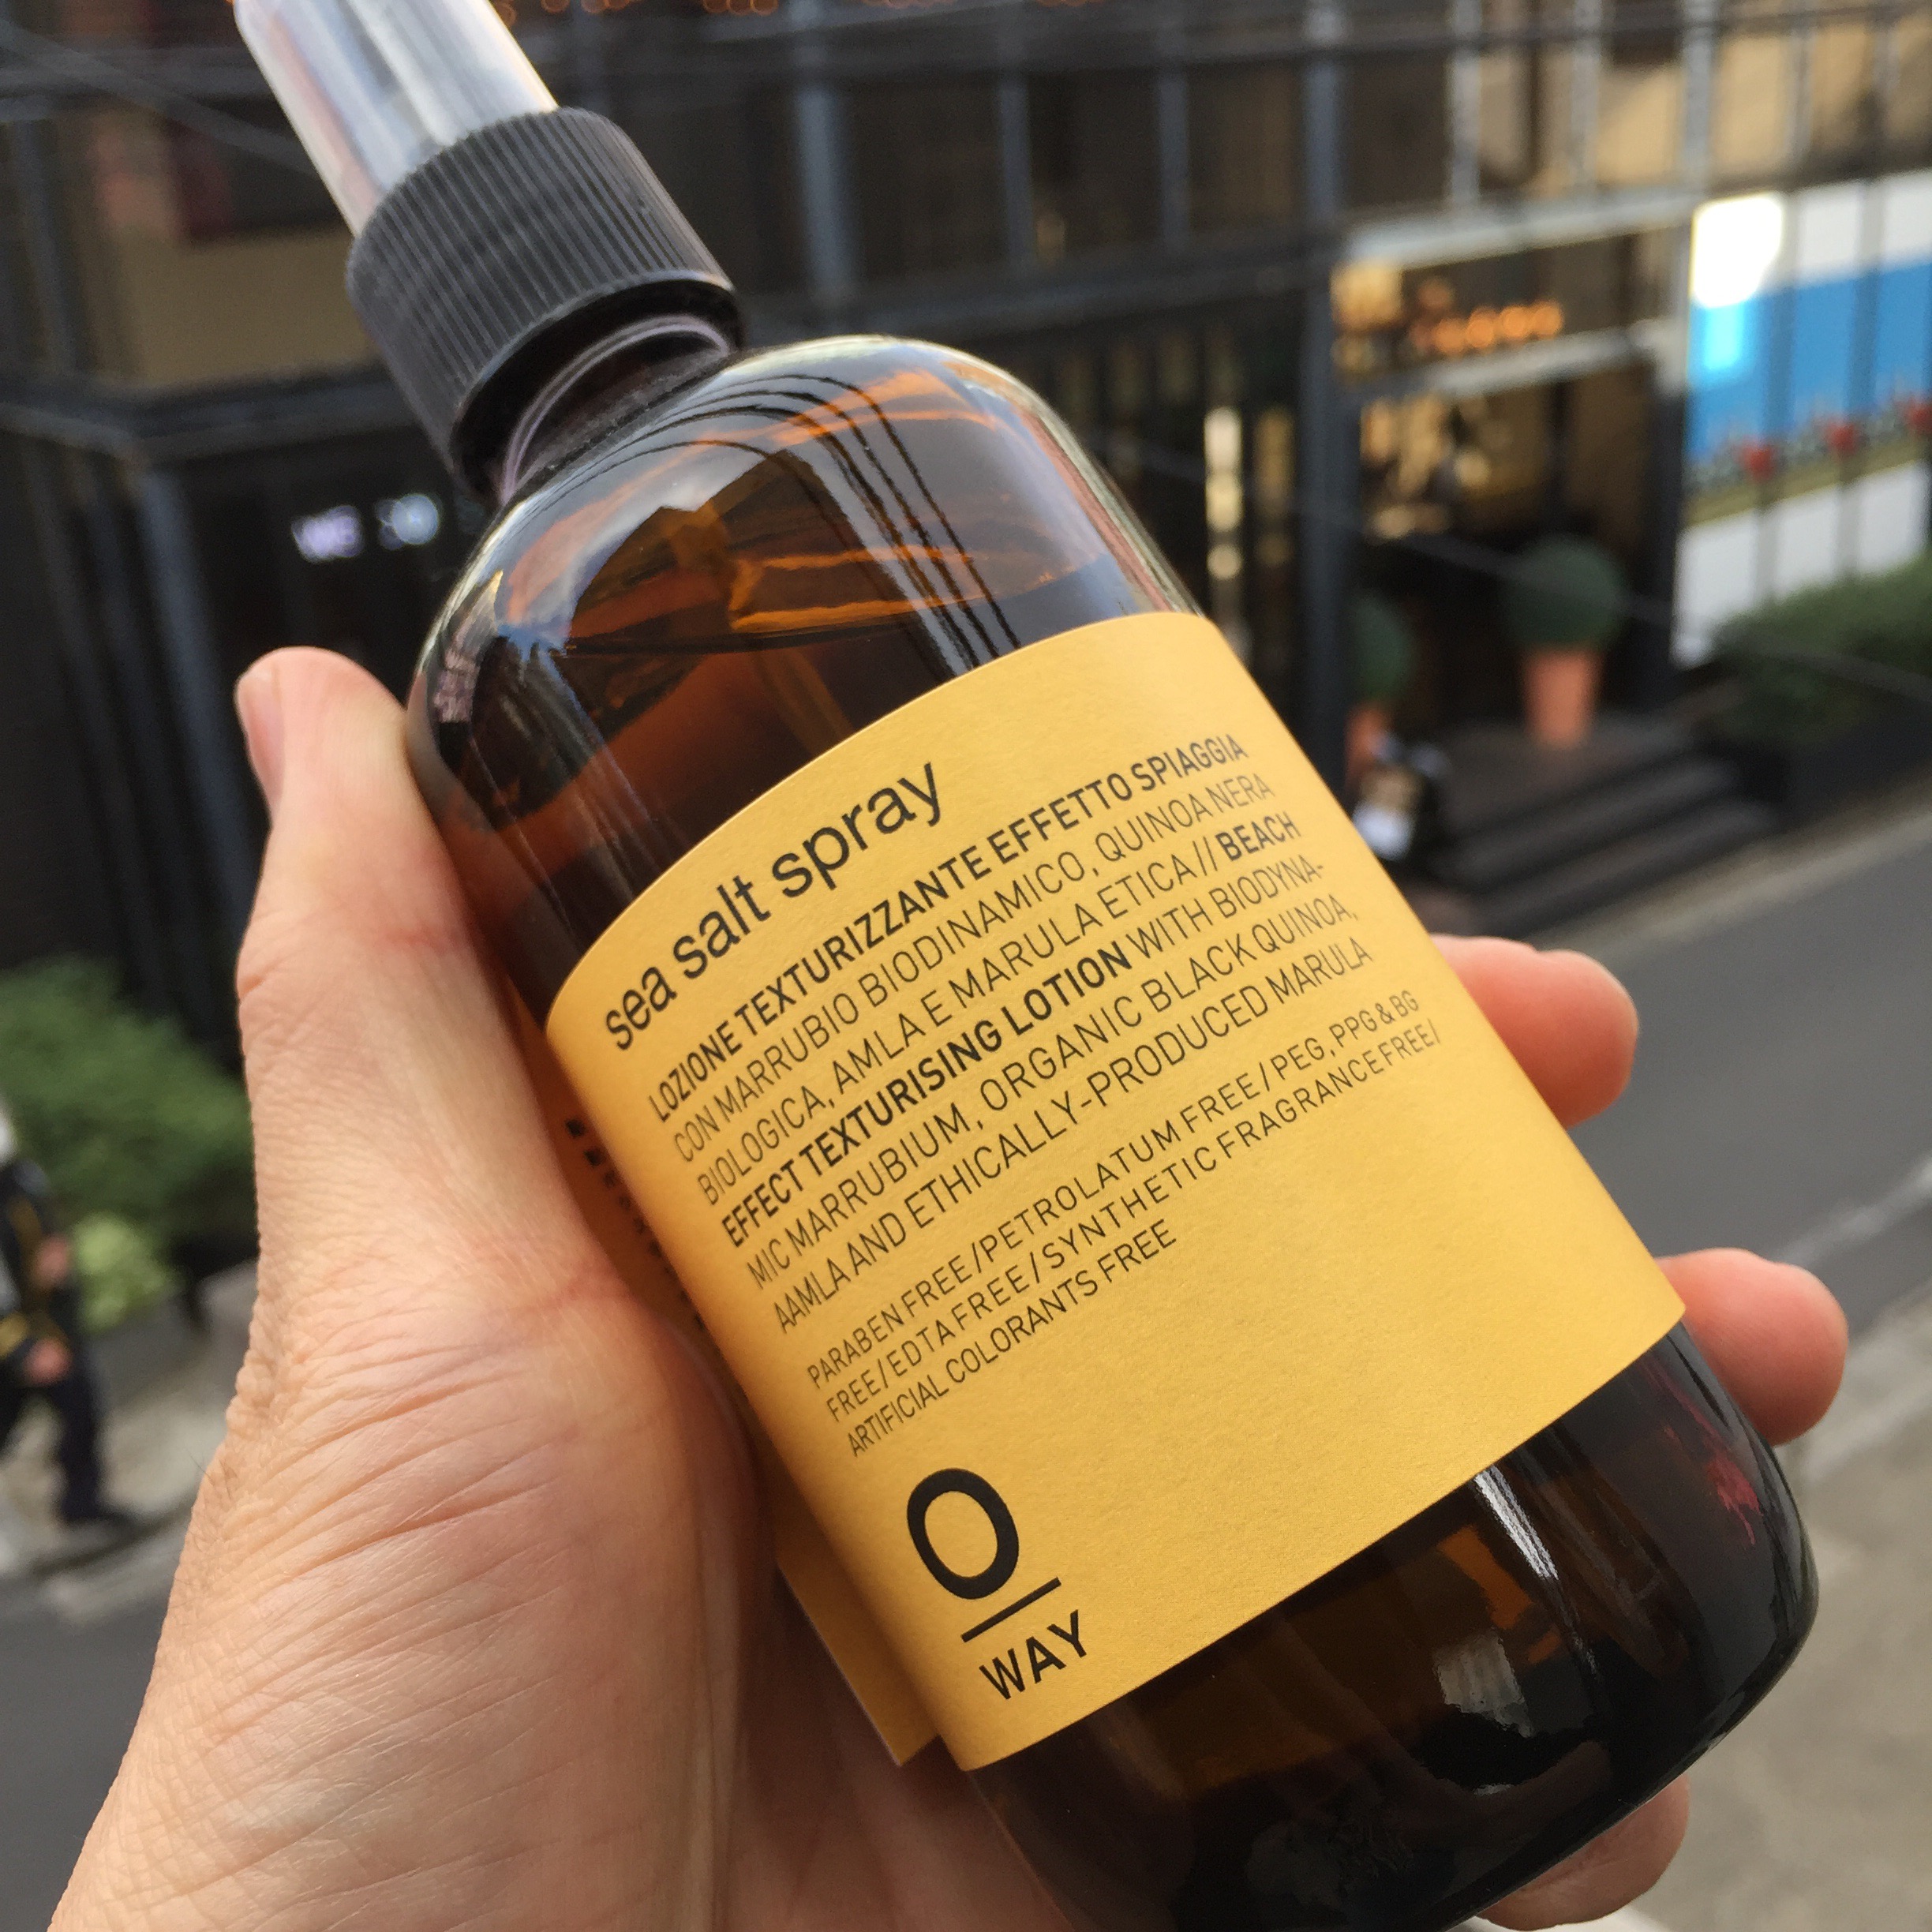 sea salt spray
LOZIONE TEXTURIZZANTE EFFETTO SPIAGGIA
CON MARRUBIO BIODINAMICO, QUINOA NERA
BIOLOGICA, AMLA E MARULA ETICA // BEACH
EFFECT TEXTURISING LOTION WITH BIODYNA-
MIC MARRUBIUM, ORGANIC BLACK QUINOA,
AAMLA AND ETHICALLY-PRODUCED MARULA
PARABEN FREE / PETROLATUM FREE / PEG, PPG & BG
FREE / EDTA FREE / SYNTHETIC FRAGRANCE FREE /
ARTIFICIAL COLORANTS FREE
O
WAY
WE